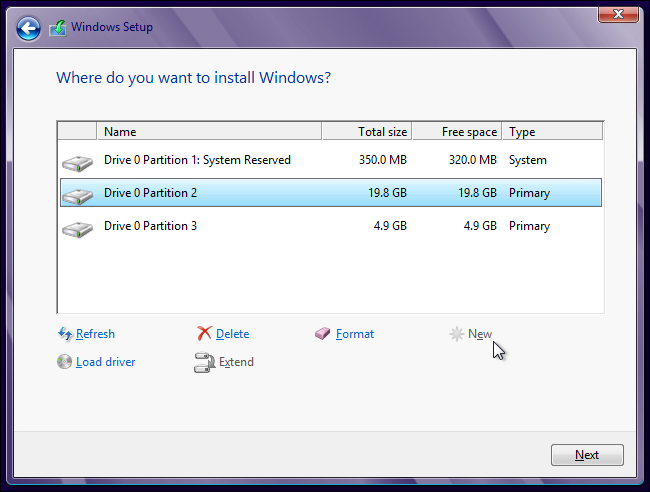 Windows Setup
Where do you want to install Windows?
Name Total size Free space Type
Drive 0 Partition 1: System Reserved 350.0 MB 320.0 MB System
Drive 0 Partition 2 19.8 GB 19.8 GB Primary
Drive 0 Partition 3 4.9 GB 4.9 GB Primary
Refresh Delete Format New
Load driver Extend
Next